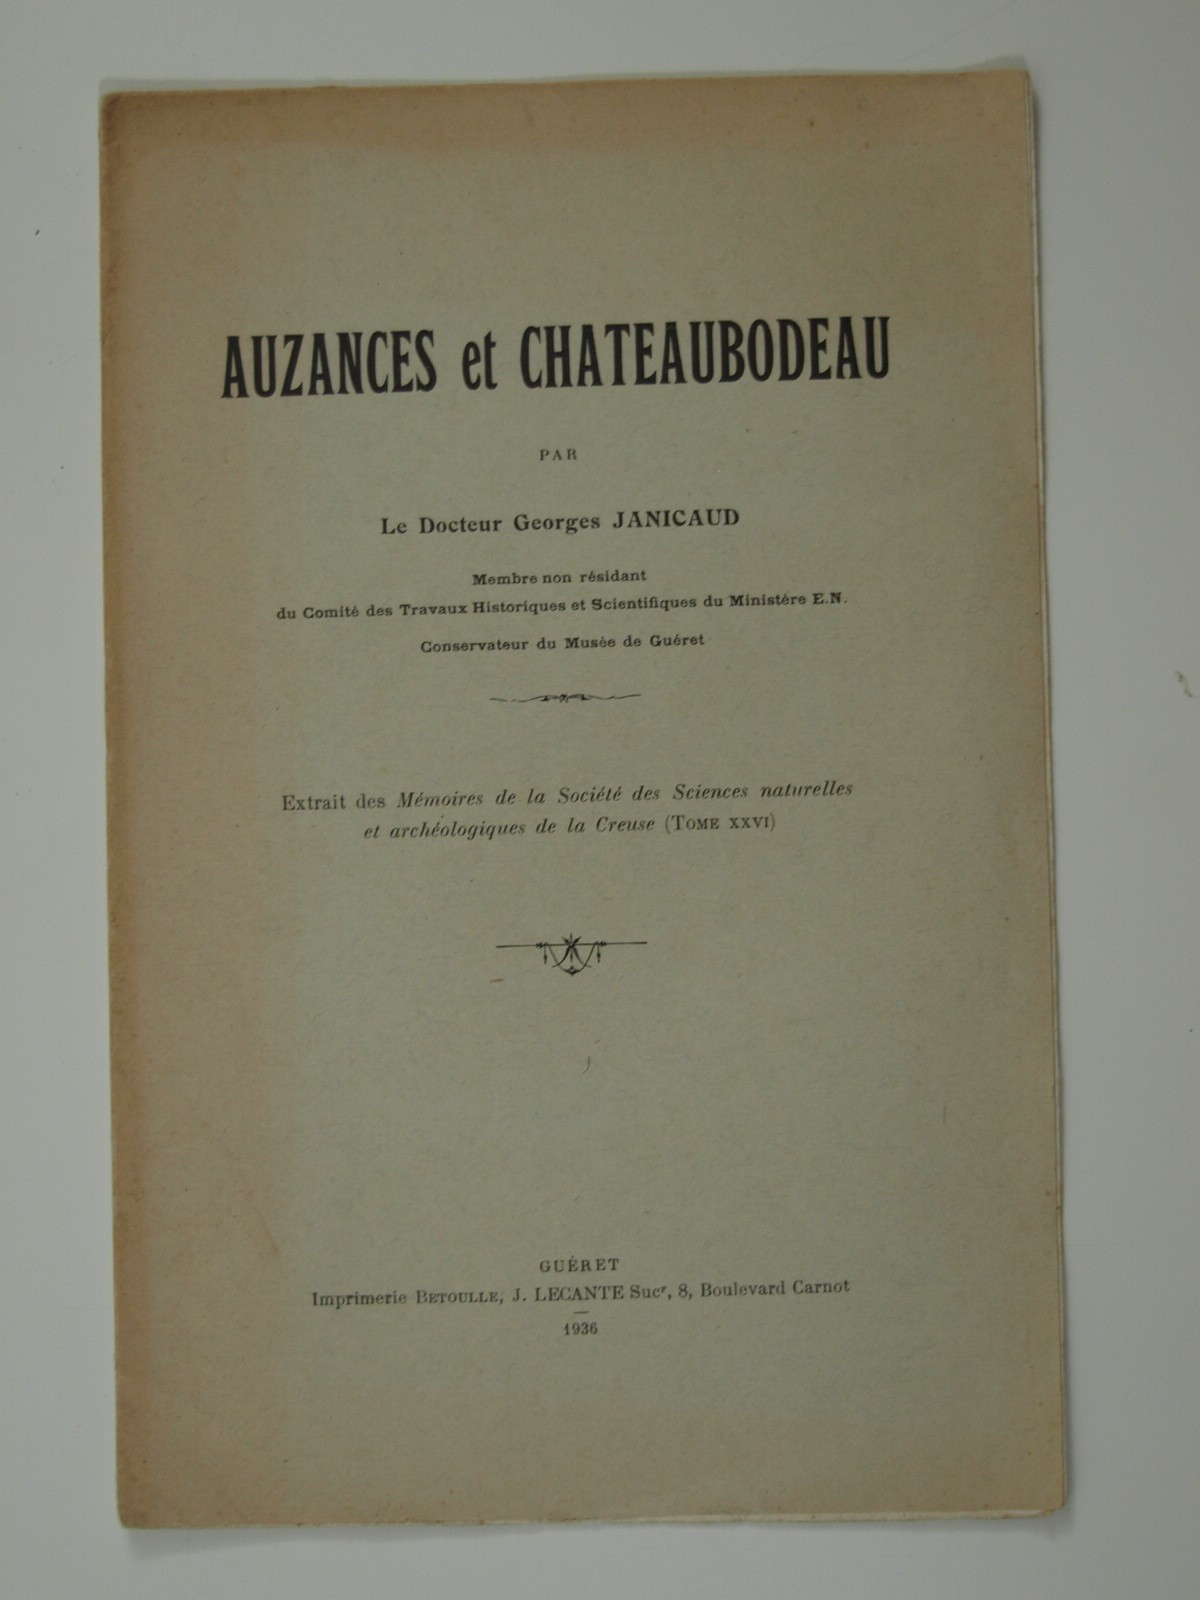 AUZANCES et CHATEAUBODEAU
PAR
Le Docteur Georges JANICAUD
Membre non résidant
du Comité des Travaux Historiques et Scientifiques du Ministère E.N.
Conservateur du Musée de Guéret
Extrait des Mémoires de la Société des Sciences naturelles
et archéologiques de la Creuse (TOME XXVI)
GUÉRET
Imprimerie BETOULLE, J. LECANTE Sucr, 8, Boulevard Carnot
1936